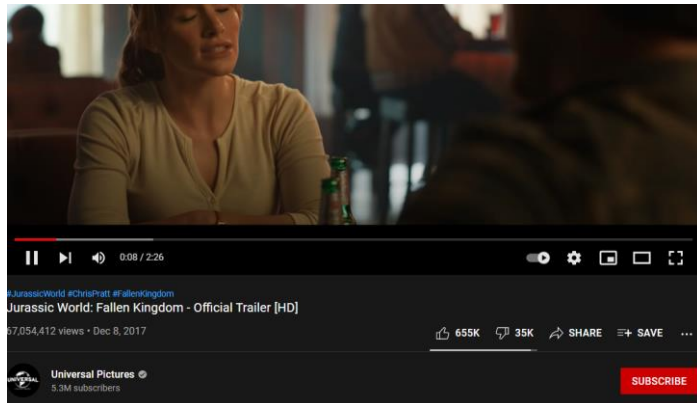 0:08 / 2:26
#JurassicWorld #ChrisPratt #FallenKingdom
Jurassic World: Fallen Kingdom - Official Trailer [HD]
67,054,412 views • Dec 8, 2017
655K 35K SHARE SAVE ...
UNIVERSAL
Universal Pictures
5.3M subscribers
SUBSCRIBE